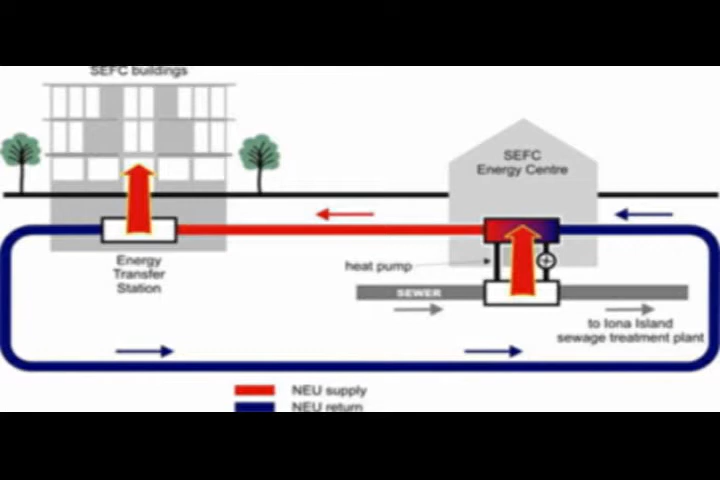 SEFC buildings
SEFC
Energy Centre
Energy
Transfer
Station
heat pump
SEWER
to Iona Island
sewage treatment plant
NEU supply
NEU return